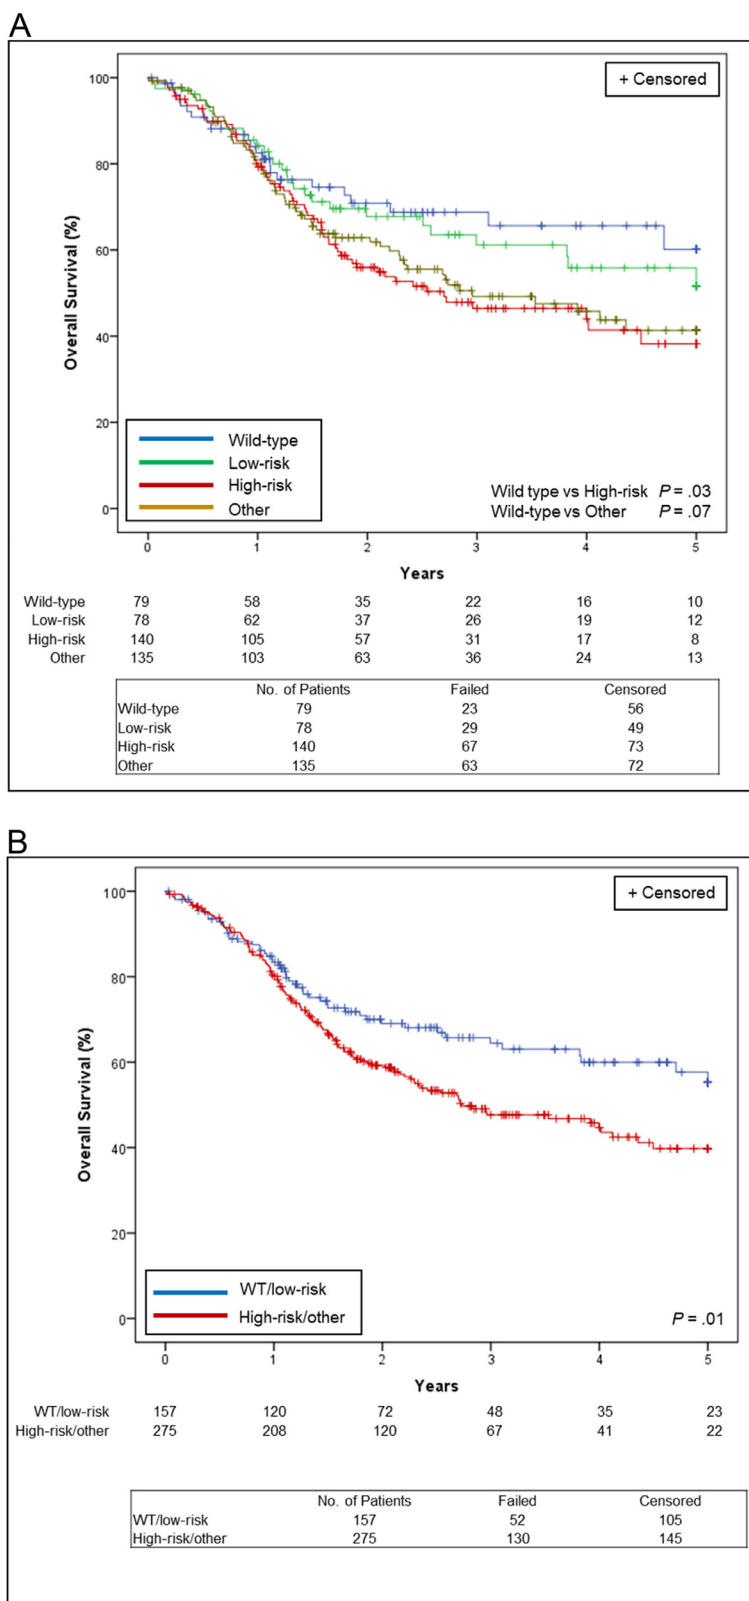 A
+ Censored
100
80
60
40
20
0
Overall Survival (%)
Wild-type
Low-risk
High-risk
Other
Wild type vs High-risk P = .03
Wild-type vs Other P = .07
0 1 2 3 4 5
Years
Wild-type 79 58 35 22 16 10
Low-risk 78 62 37 26 19 12
High-risk 140 105 57 31 17 8
Other 135 103 63 36 24 13
No. of Patients Failed Censored
Wild-type 79 23 56
Low-risk 78 29 49
High-risk 140 67 73
Other 135 63 72
B
+ Censored
100
80
60
40
20
0
Overall Survival (%)
WT/low-risk
High-risk/other
P = .01
0 1 2 3 4 5
Years
WT/low-risk 157 120 72 48 35 23
High-risk/other 275 208 120 67 41 22
No. of Patients Failed Censored
WT/low-risk 157 52 105
High-risk/other 275 130 145